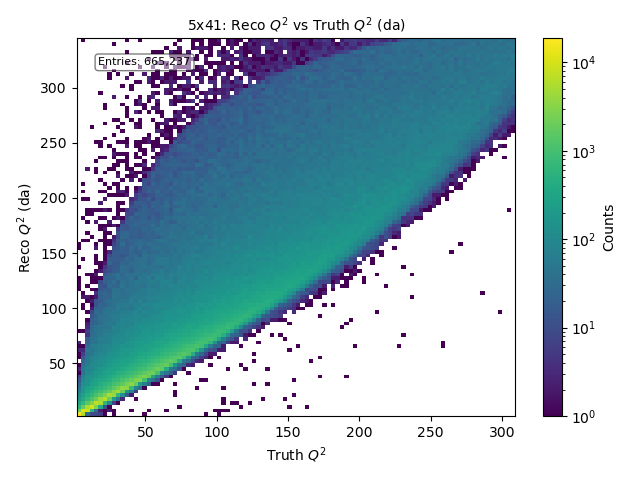 5x41: Reco Q² vs Truth Q² (da)
Entries: 665,237
300
250
200
150
100
50
Reco Q² (da)
50 100 150 200 250 300
Truth Q²
10⁴
10³
10²
10¹
10⁰
Counts